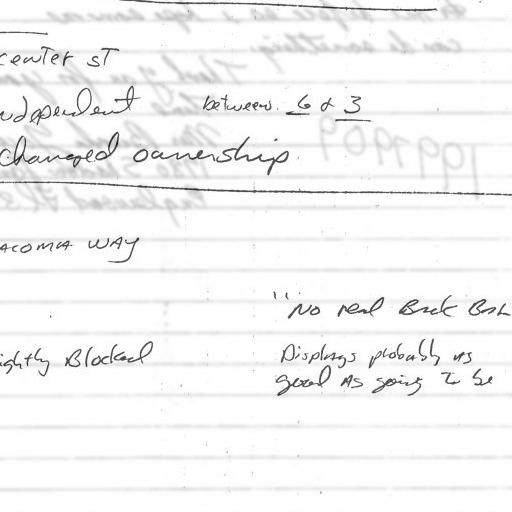 center ST
ndependent between 6 & 3
changed ownership.
ACOMA WAY
"No real Back
ightly Blocked
Displays probably as
good AS going To be